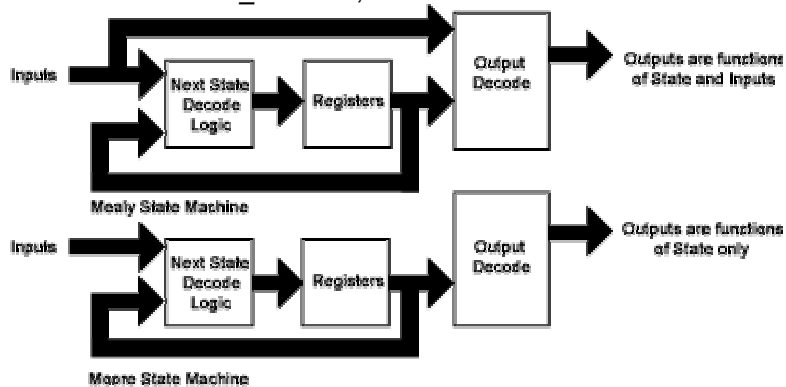 Inputs
Next State
Decode
Logic
Registers
Output
Decode
Outputs are functions
of State and Inputs
Mealy State Machine
Inputs
Next State
Decode
Logic
Registers
Output
Decode
Outputs are functions
of State only
Moore State Machine